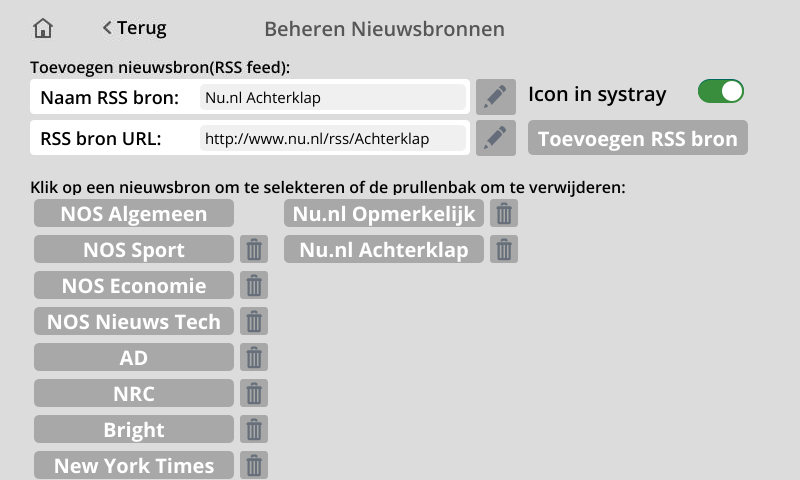 Terug
Beheren Nieuwsbronnen
Toevoegen nieuwsbron(RSS feed):
Naam RSS bron: Nu.nl Achterklap
Icon in systray
RSS bron URL: http://www.nu.nl/rss/Achterklap
Toevoegen RSS bron
Klik op een nieuwsbron om te selekteren of de prullenbak om te verwijderen:
NOS Algemeen
Nu.nl Opmerkelijk
NOS Sport
Nu.nl Achterklap
NOS Economie
NOS Nieuws Tech
AD
NRC
Bright
New York Times